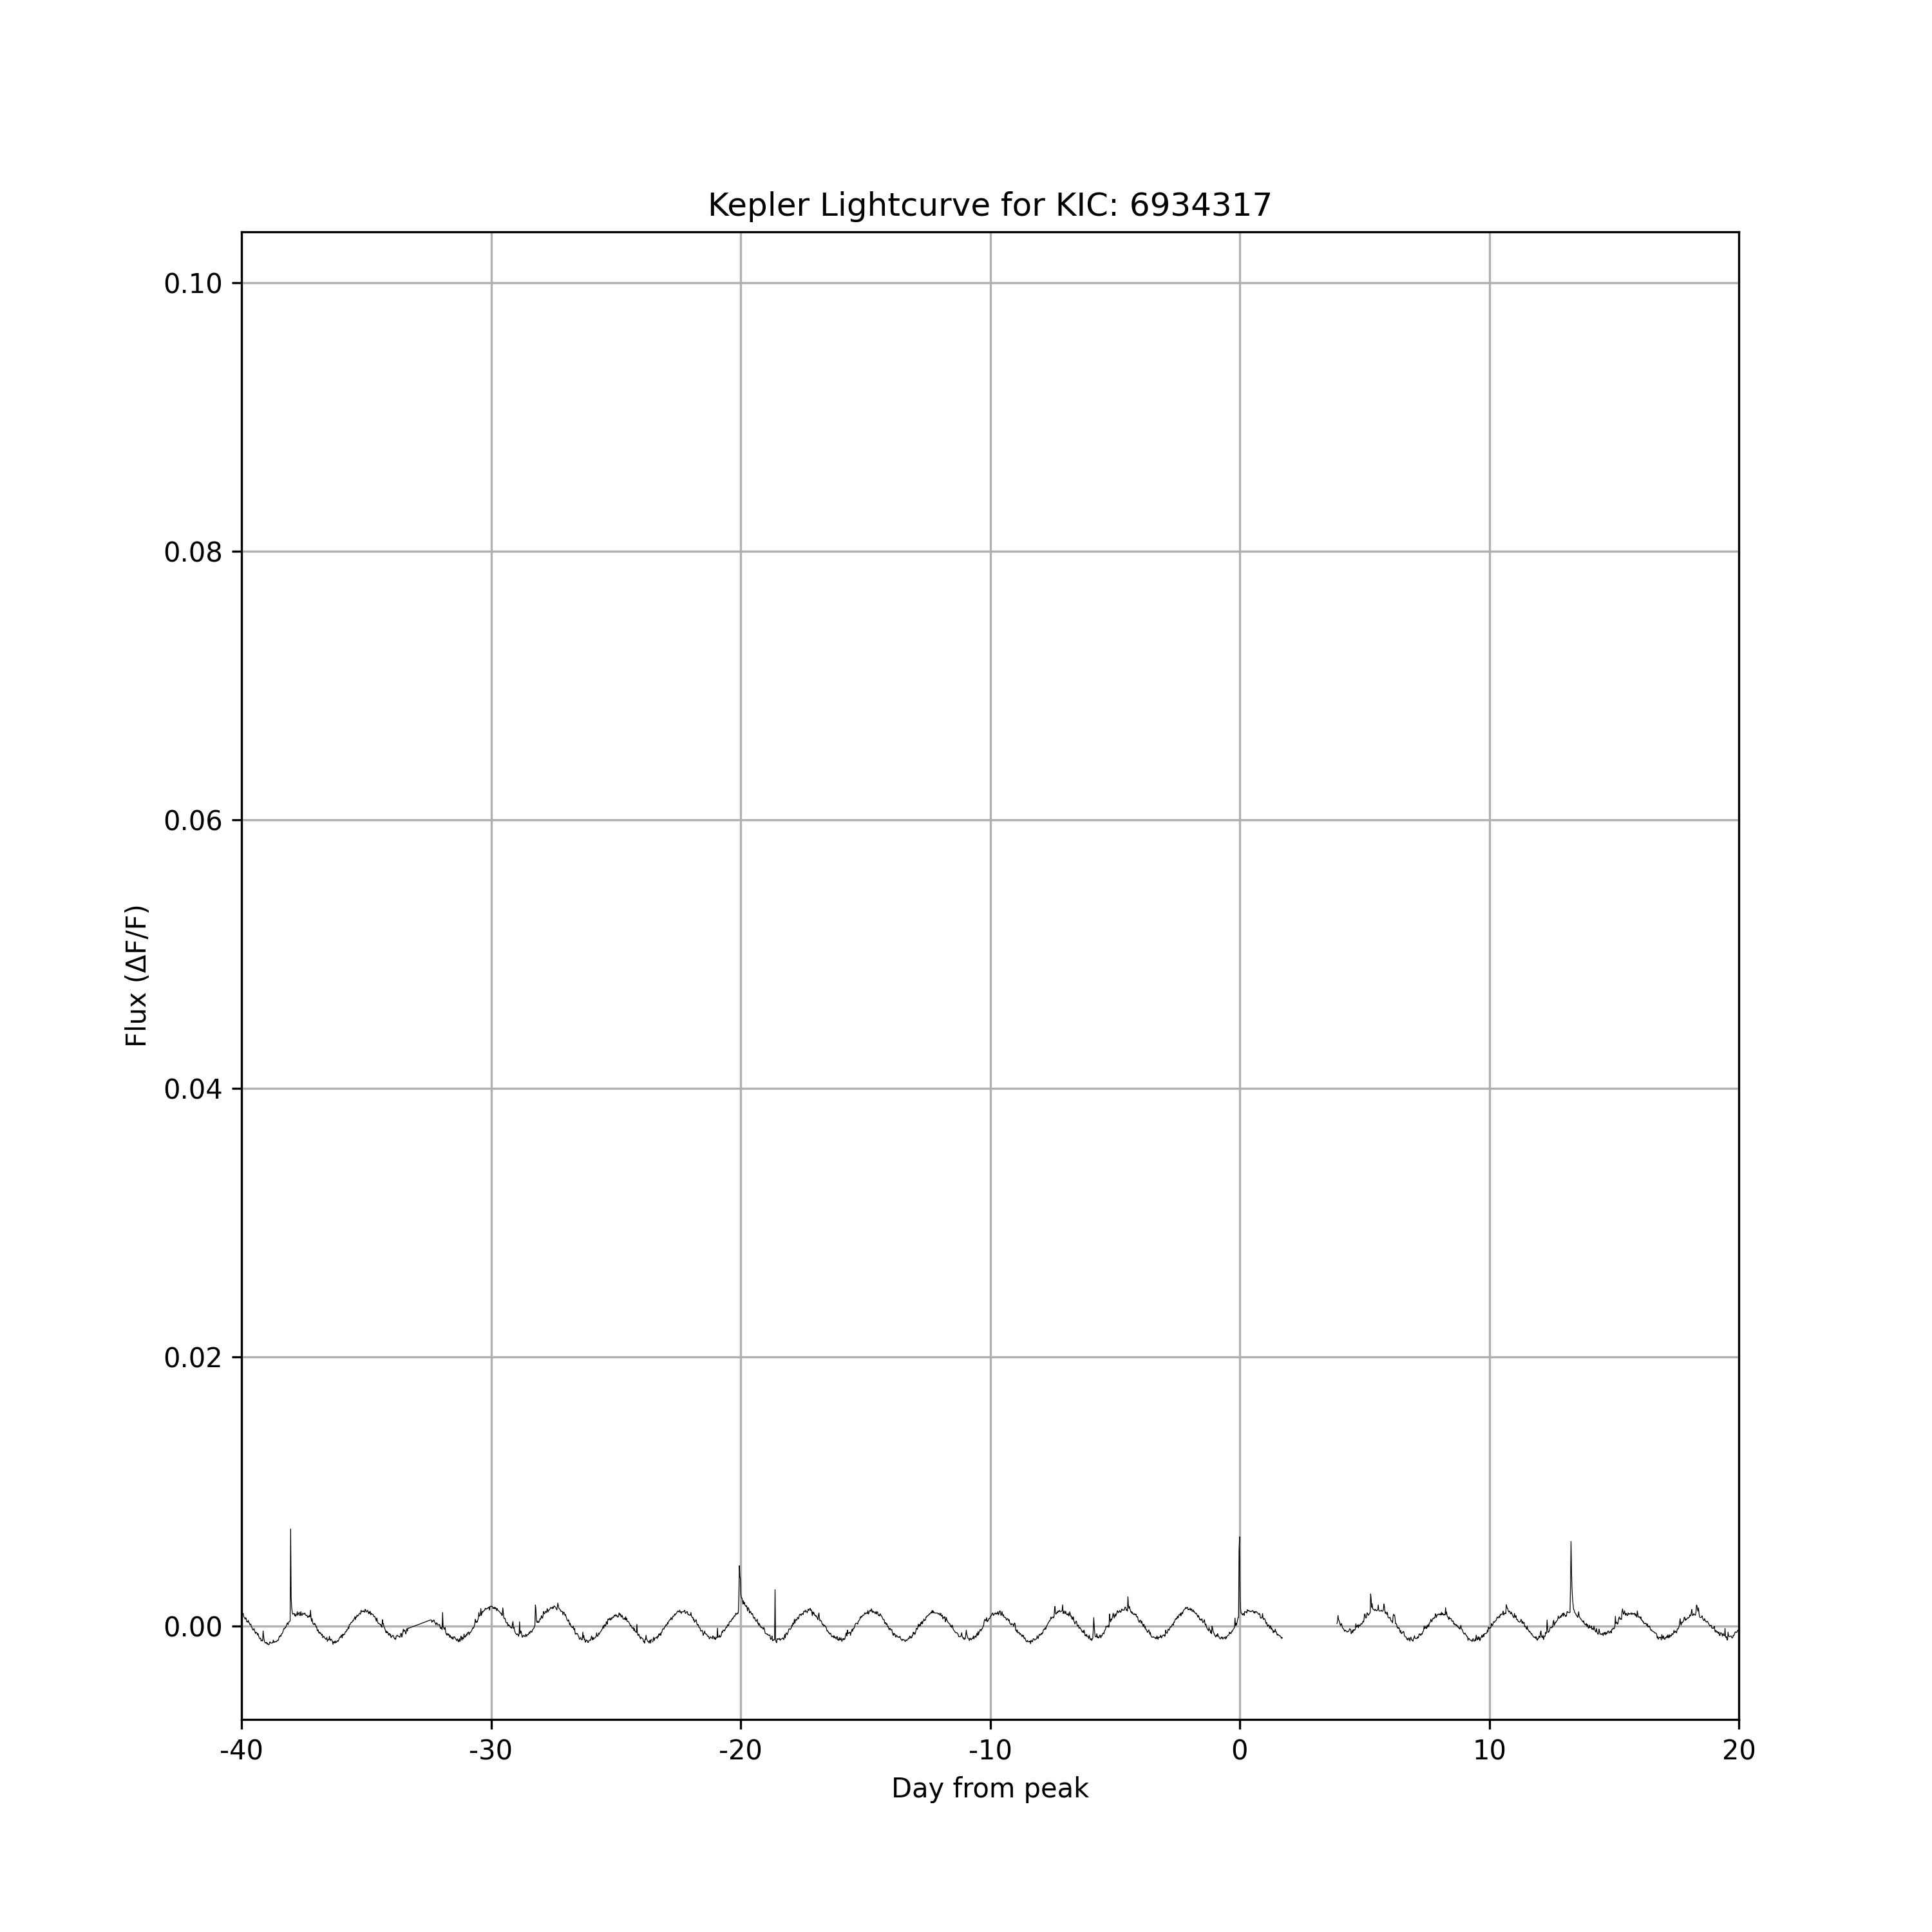 Kepler Lightcurve for KIC: 6934317
0.10
0.08
0.06
0.04
0.02
0.00
Flux (ΔF/F)
-40 -30 -20 -10 0 10 20
Day from peak